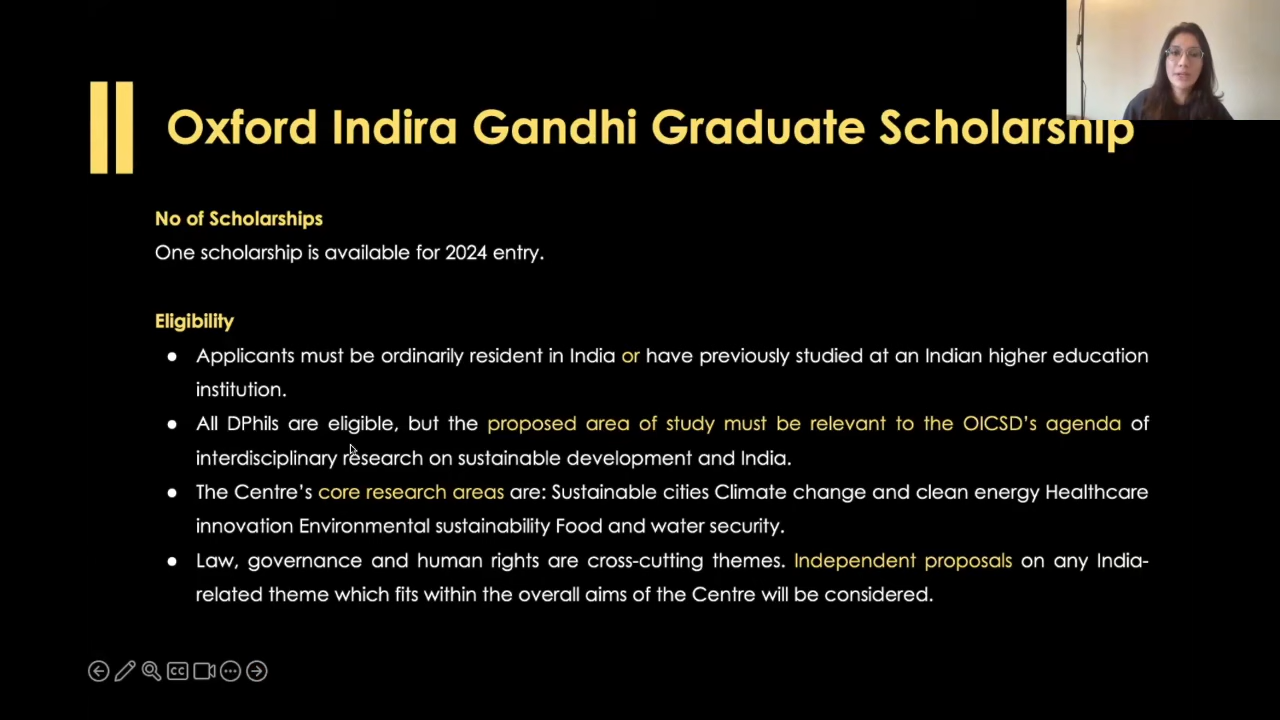 Oxford Indira Gandhi Graduate Scholarship
No of Scholarships
One scholarship is available for 2024 entry.
Eligibility
● Applicants must be ordinarily resident in India or have previously studied at an Indian higher education
institution.
● All DPhils are eligible, but the proposed area of study must be relevant to the OICSD's agenda of
interdisciplinary research on sustainable development and India.
● The Centre's core research areas are: Sustainable cities Climate change and clean energy Healthcare
innovation Environmental sustainability Food and water security.
● Law, governance and human rights are cross-cutting themes. Independent proposals on any India-
related theme which fits within the overall aims of the Centre will be considered.
CC